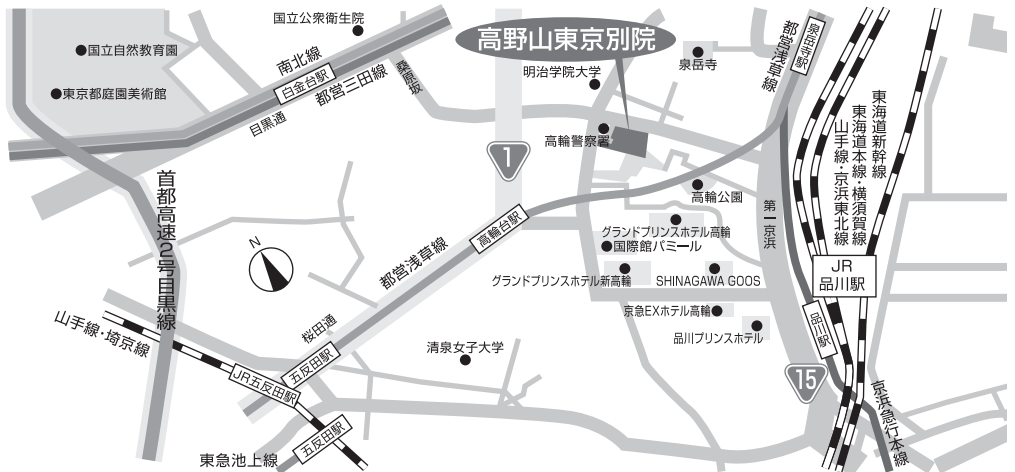 国立公衆衛生院
国立自然教育園
東京都庭園美術館
南北線
白金台駅
都営三田線
目黒通
桑原坂
高野山東京別院
明治学院大学
泉岳寺
都営浅草線
泉岳寺駅
高輪警察署
1
高輪公園
第一京浜
東海道新幹線
東海道本線・横須賀線
山手線・京浜東北線
首都高速2号目黒線
N
高輪台駅
グランドプリンスホテル高輪
国際館パミール
グランドプリンスホテル新高輪
SHINAGAWA GOOS
京急EXホテル高輪
品川プリンスホテル
JR
品川駅
品川駅
都営浅草線
桜田通
山手線・埼京線
五反田駅
JR五反田駅
清泉女子大学
15
京浜急行本線
五反田駅
東急池上線